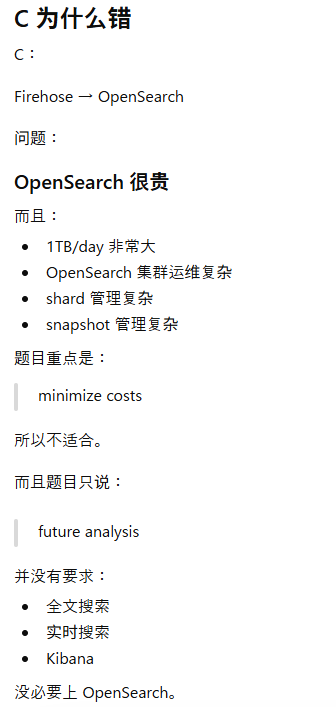 C 为什么错
C：
Firehose → OpenSearch
问题：
OpenSearch 很贵
而且：
• 1TB/day 非常大
• OpenSearch 集群运维复杂
• shard 管理复杂
• snapshot 管理复杂
题目重点是：
minimize costs
所以不适合。
而且题目只说：
future analysis
并没有要求：
• 全文搜索
• 实时搜索
• Kibana
没必要上 OpenSearch。